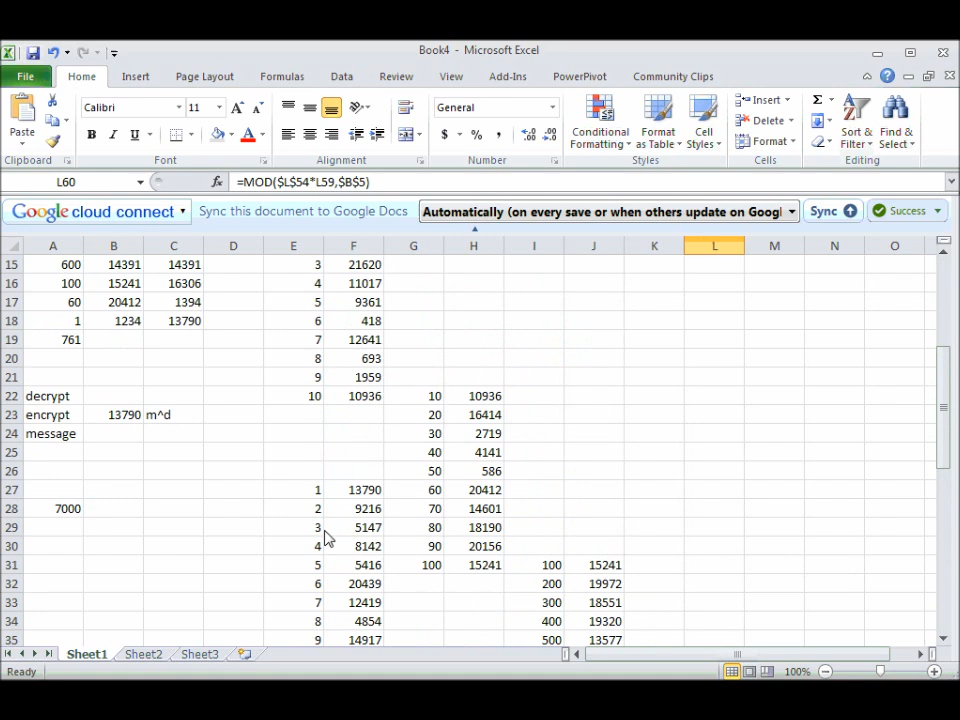 Book4 - Microsoft Excel
File Home Insert Page Layout Formulas Data Review View Add-Ins PowerPivot Community Clips
Paste
Calibri 11
B I U
General
$ % ,
Conditional Formatting
Format as Table
Cell Styles
Insert
Delete
Format
Σ
Sort & Filter
Find & Select
Clipboard Font Alignment Number Styles Cells Editing
L60 fx =MOD($L$54*L59,$B$5)
Google cloud connect Sync this document to Google Docs Automatically (on every save or when others update on Googl Sync Success
A B C D E F G H I J K L M N O
15 600 14391 14391 3 21620
16 100 15241 16306 4 11017
17 60 20412 1394 5 9361
18 1 1234 13790 6 418
19 761 7 12641
20 8 693
21 9 1959
22 decrypt 10 10936 10 10936
23 encrypt 13790 m^d 20 16414
24 message 30 2719
25 40 4141
26 50 586
27 1 13790 60 20412
28 7000 2 9216 70 14601
29 3 5147 80 18190
30 4 8142 90 20156
31 5 5416 100 15241 100 15241
32 6 20439 200 19972
33 7 12419 300 18551
34 8 4854 400 19320
35 9 14917 500 13577
Sheet1 Sheet2 Sheet3
Ready 100%